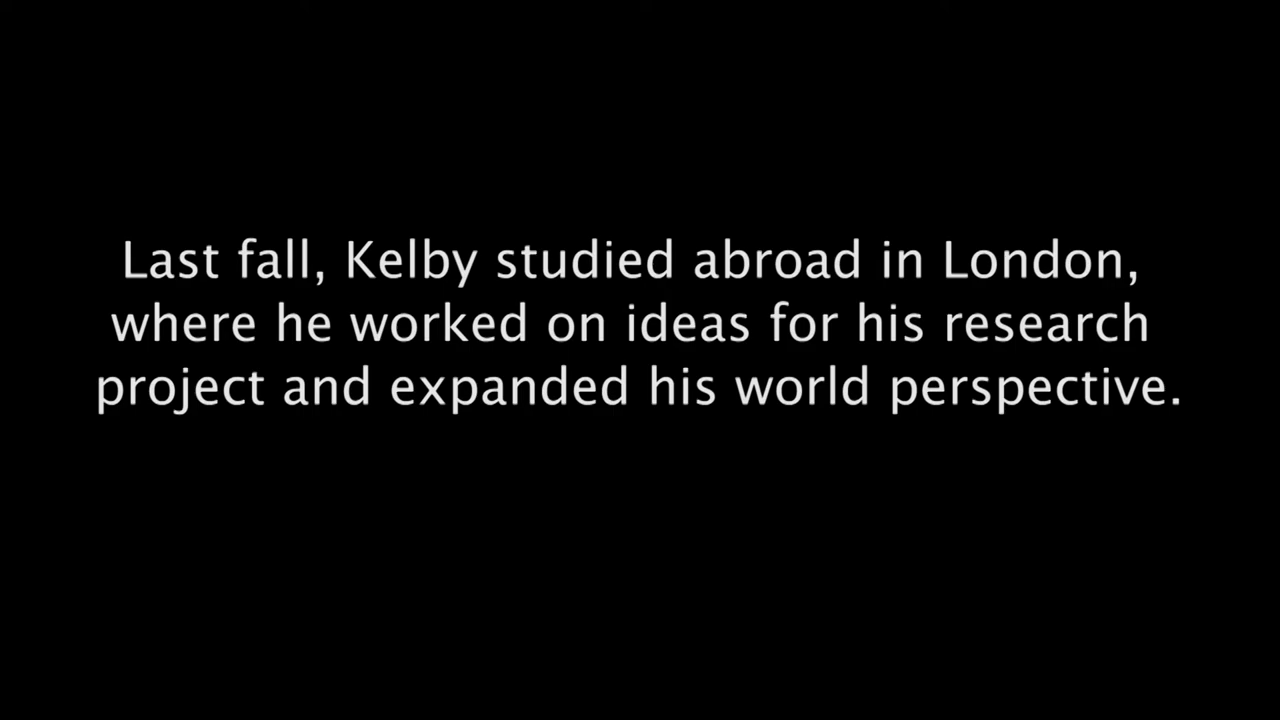 Last fall, Kelby studied abroad in London,
where he worked on ideas for his research
project and expanded his world perspective.